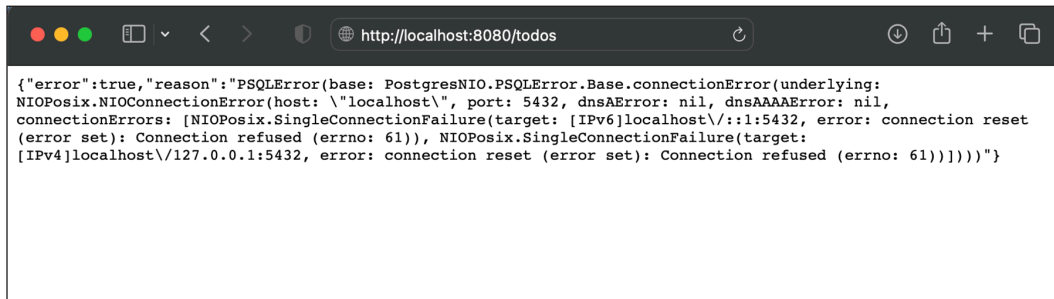 http://localhost:8080/todos
{"error":true,"reason":"PSQLError(base: PostgresNIO.PSQLError.Base.connectionError(underlying:
NIOPosix.NIOConnectionError(host: \"localhost\", port: 5432, dnsAError: nil, dnsAAAAError: nil,
connectionErrors: [NIOPosix.SingleConnectionFailure(target: [IPv6]localhost\/::1:5432, error: connection reset
(error set): Connection refused (errno: 61)), NIOPosix.SingleConnectionFailure(target:
[IPv4]localhost\/127.0.0.1:5432, error: connection reset (error set): Connection refused (errno: 61))])))"}